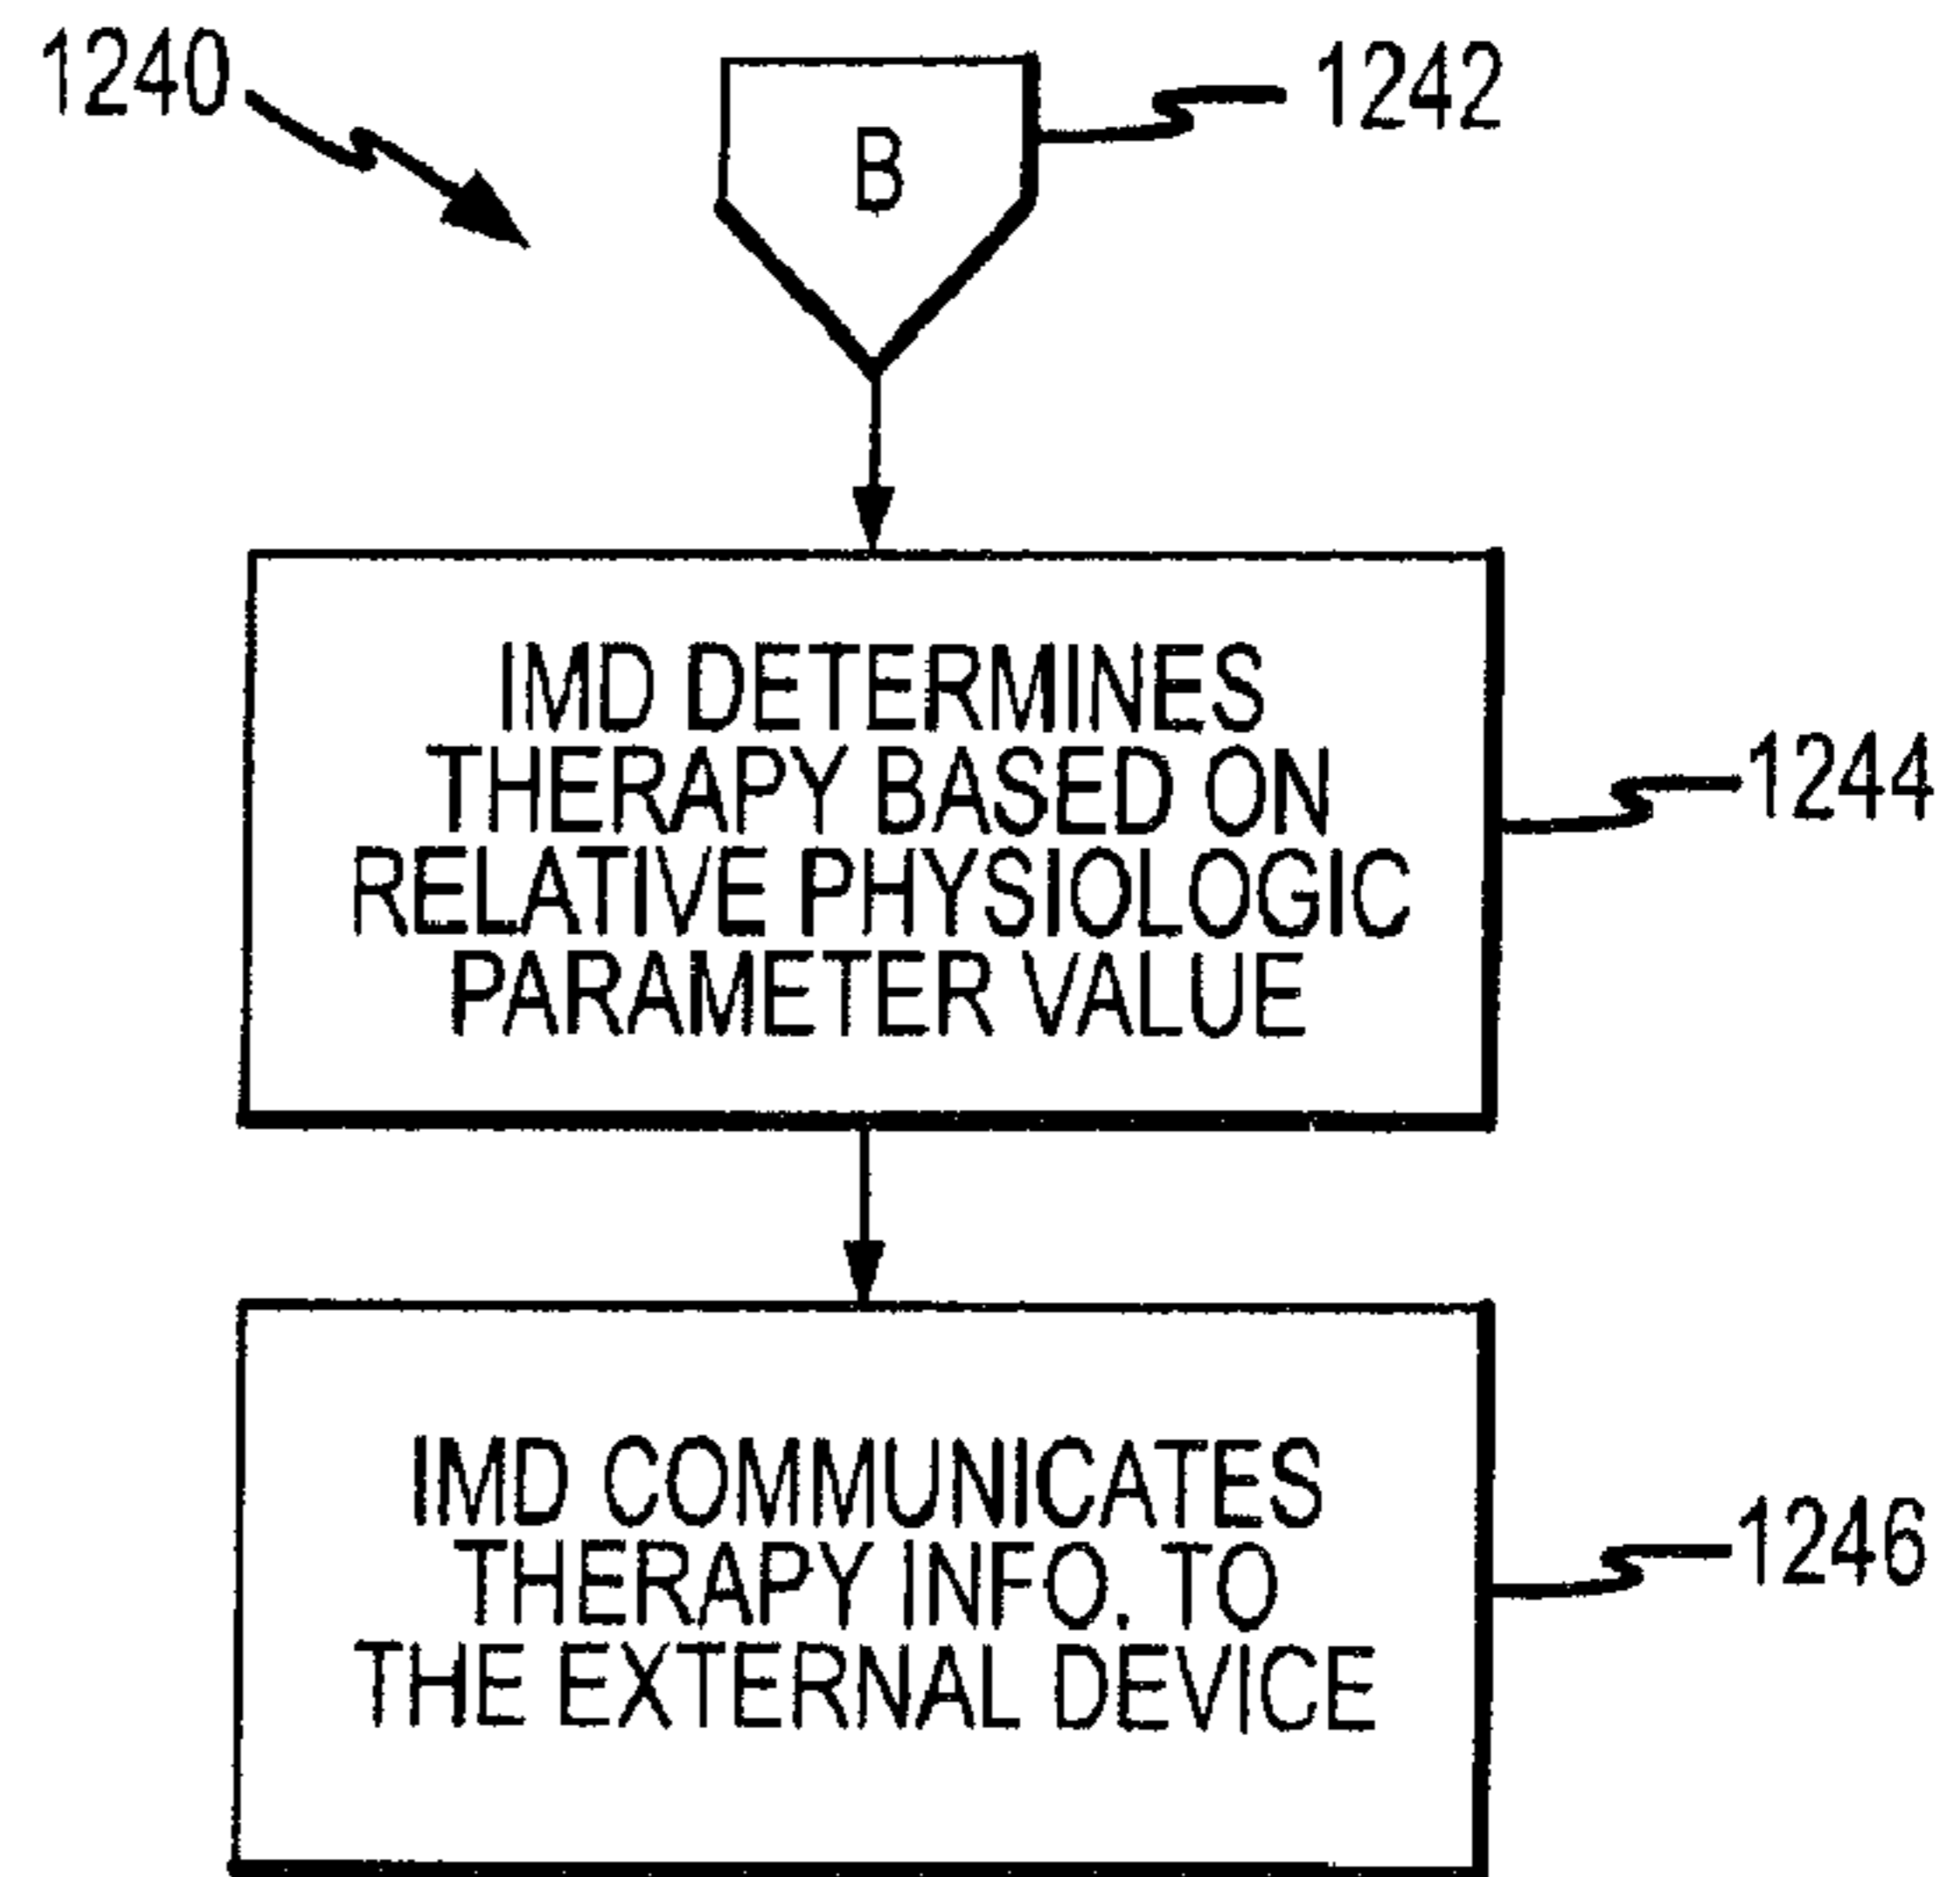 1240
B
1242
IMD DETERMINES
THERAPY BASED ON
RELATIVE PHYSIOLOGIC
PARAMETER VALUE
1244
IMD COMMUNICATES
THERAPY INFO. TO
THE EXTERNAL DEVICE
1246